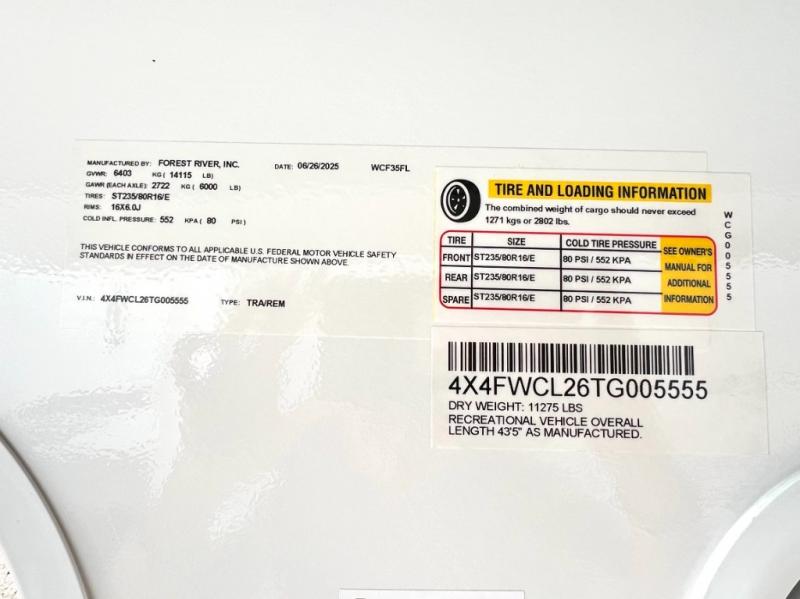 MANUFACTURED BY: FOREST RIVER, INC. DATE: 06/26/2025 WCF35FL
GVWR: 6403 KG ( 14115 LB)
GAWR (EACH AXLE): 2722 KG ( 6000 LB)
TIRES: ST235/80R16/E
RIMS: 16X6.0J
COLD INFL. PRESSURE: 552 KPA ( 80 PSI)
THIS VEHICLE CONFORMS TO ALL APPLICABLE U.S. FEDERAL MOTOR VEHICLE SAFETY
STANDARDS IN EFFECT ON THE DATE OF MANUFACTURE SHOWN ABOVE.
V.I.N.: 4X4FWCL26TG005555 TYPE: TRA/REM
TIRE AND LOADING INFORMATION
The combined weight of cargo should never exceed
1271 kgs or 2802 lbs.
TIRE SIZE COLD TIRE PRESSURE
FRONT ST235/80R16/E 80 PSI / 552 KPA
REAR ST235/80R16/E 80 PSI / 552 KPA
SPARE ST235/80R16/E 80 PSI / 552 KPA
SEE OWNER'S
MANUAL FOR
ADDITIONAL
INFORMATION
WCG005555
4X4FWCL26TG005555
DRY WEIGHT: 11275 LBS
RECREATIONAL VEHICLE OVERALL
LENGTH 43'5" AS MANUFACTURED.